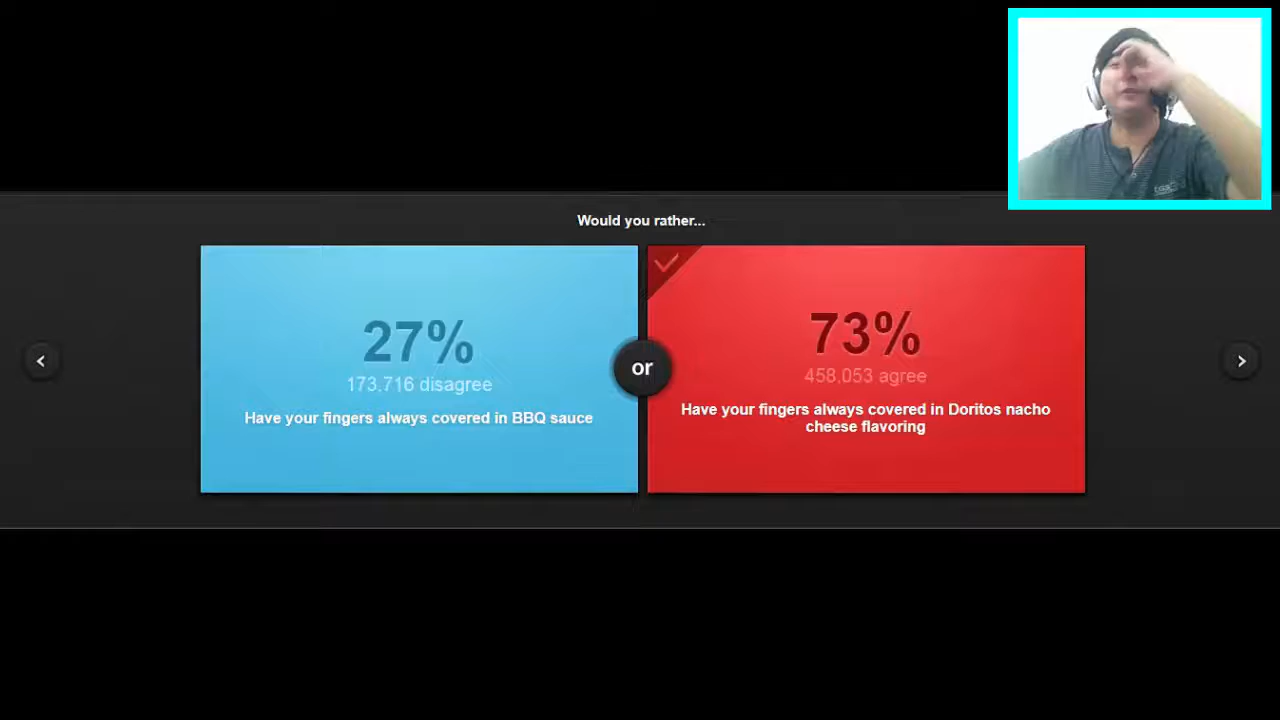 Would you rather...
27%
173,716 disagree
Have your fingers always covered in BBQ sauce
or
73%
458,053 agree
Have your fingers always covered in Doritos nacho
cheese flavoring